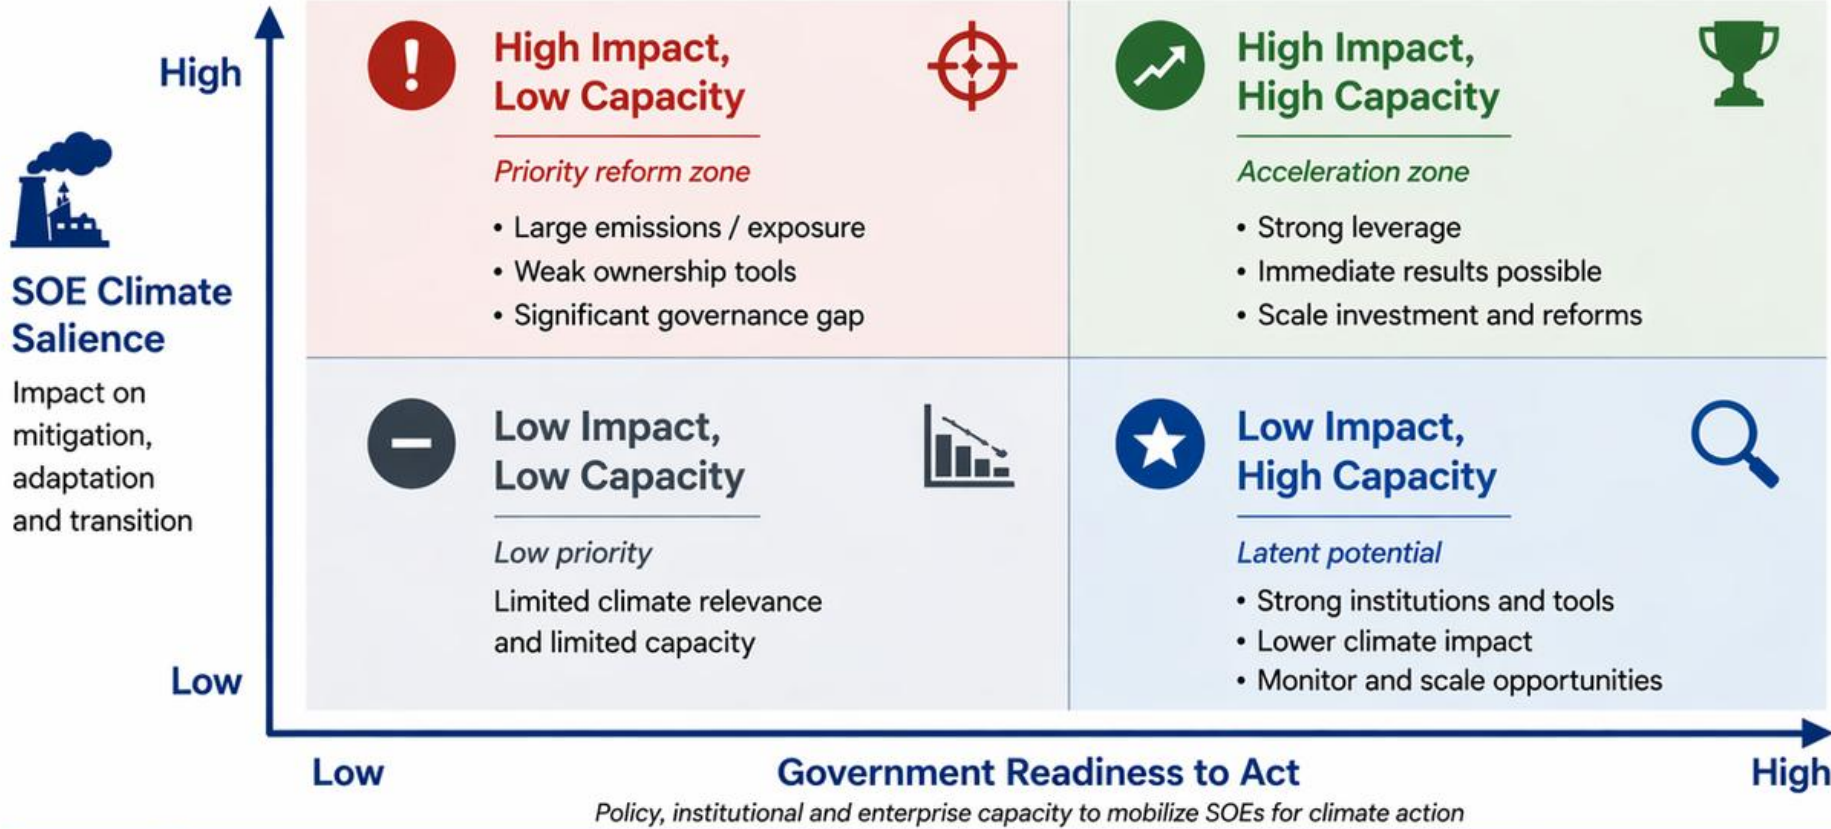 High
SOE Climate
Salience
Impact on
mitigation,
adaptation
and transition
Low
High Impact,
Low Capacity
Priority reform zone
• Large emissions / exposure
• Weak ownership tools
• Significant governance gap
High Impact,
High Capacity
Acceleration zone
• Strong leverage
• Immediate results possible
• Scale investment and reforms
Low Impact,
Low Capacity
Low priority
Limited climate relevance
and limited capacity
Low Impact,
High Capacity
Latent potential
• Strong institutions and tools
• Lower climate impact
• Monitor and scale opportunities
Low
Government Readiness to Act
High
Policy, institutional and enterprise capacity to mobilize SOEs for climate action